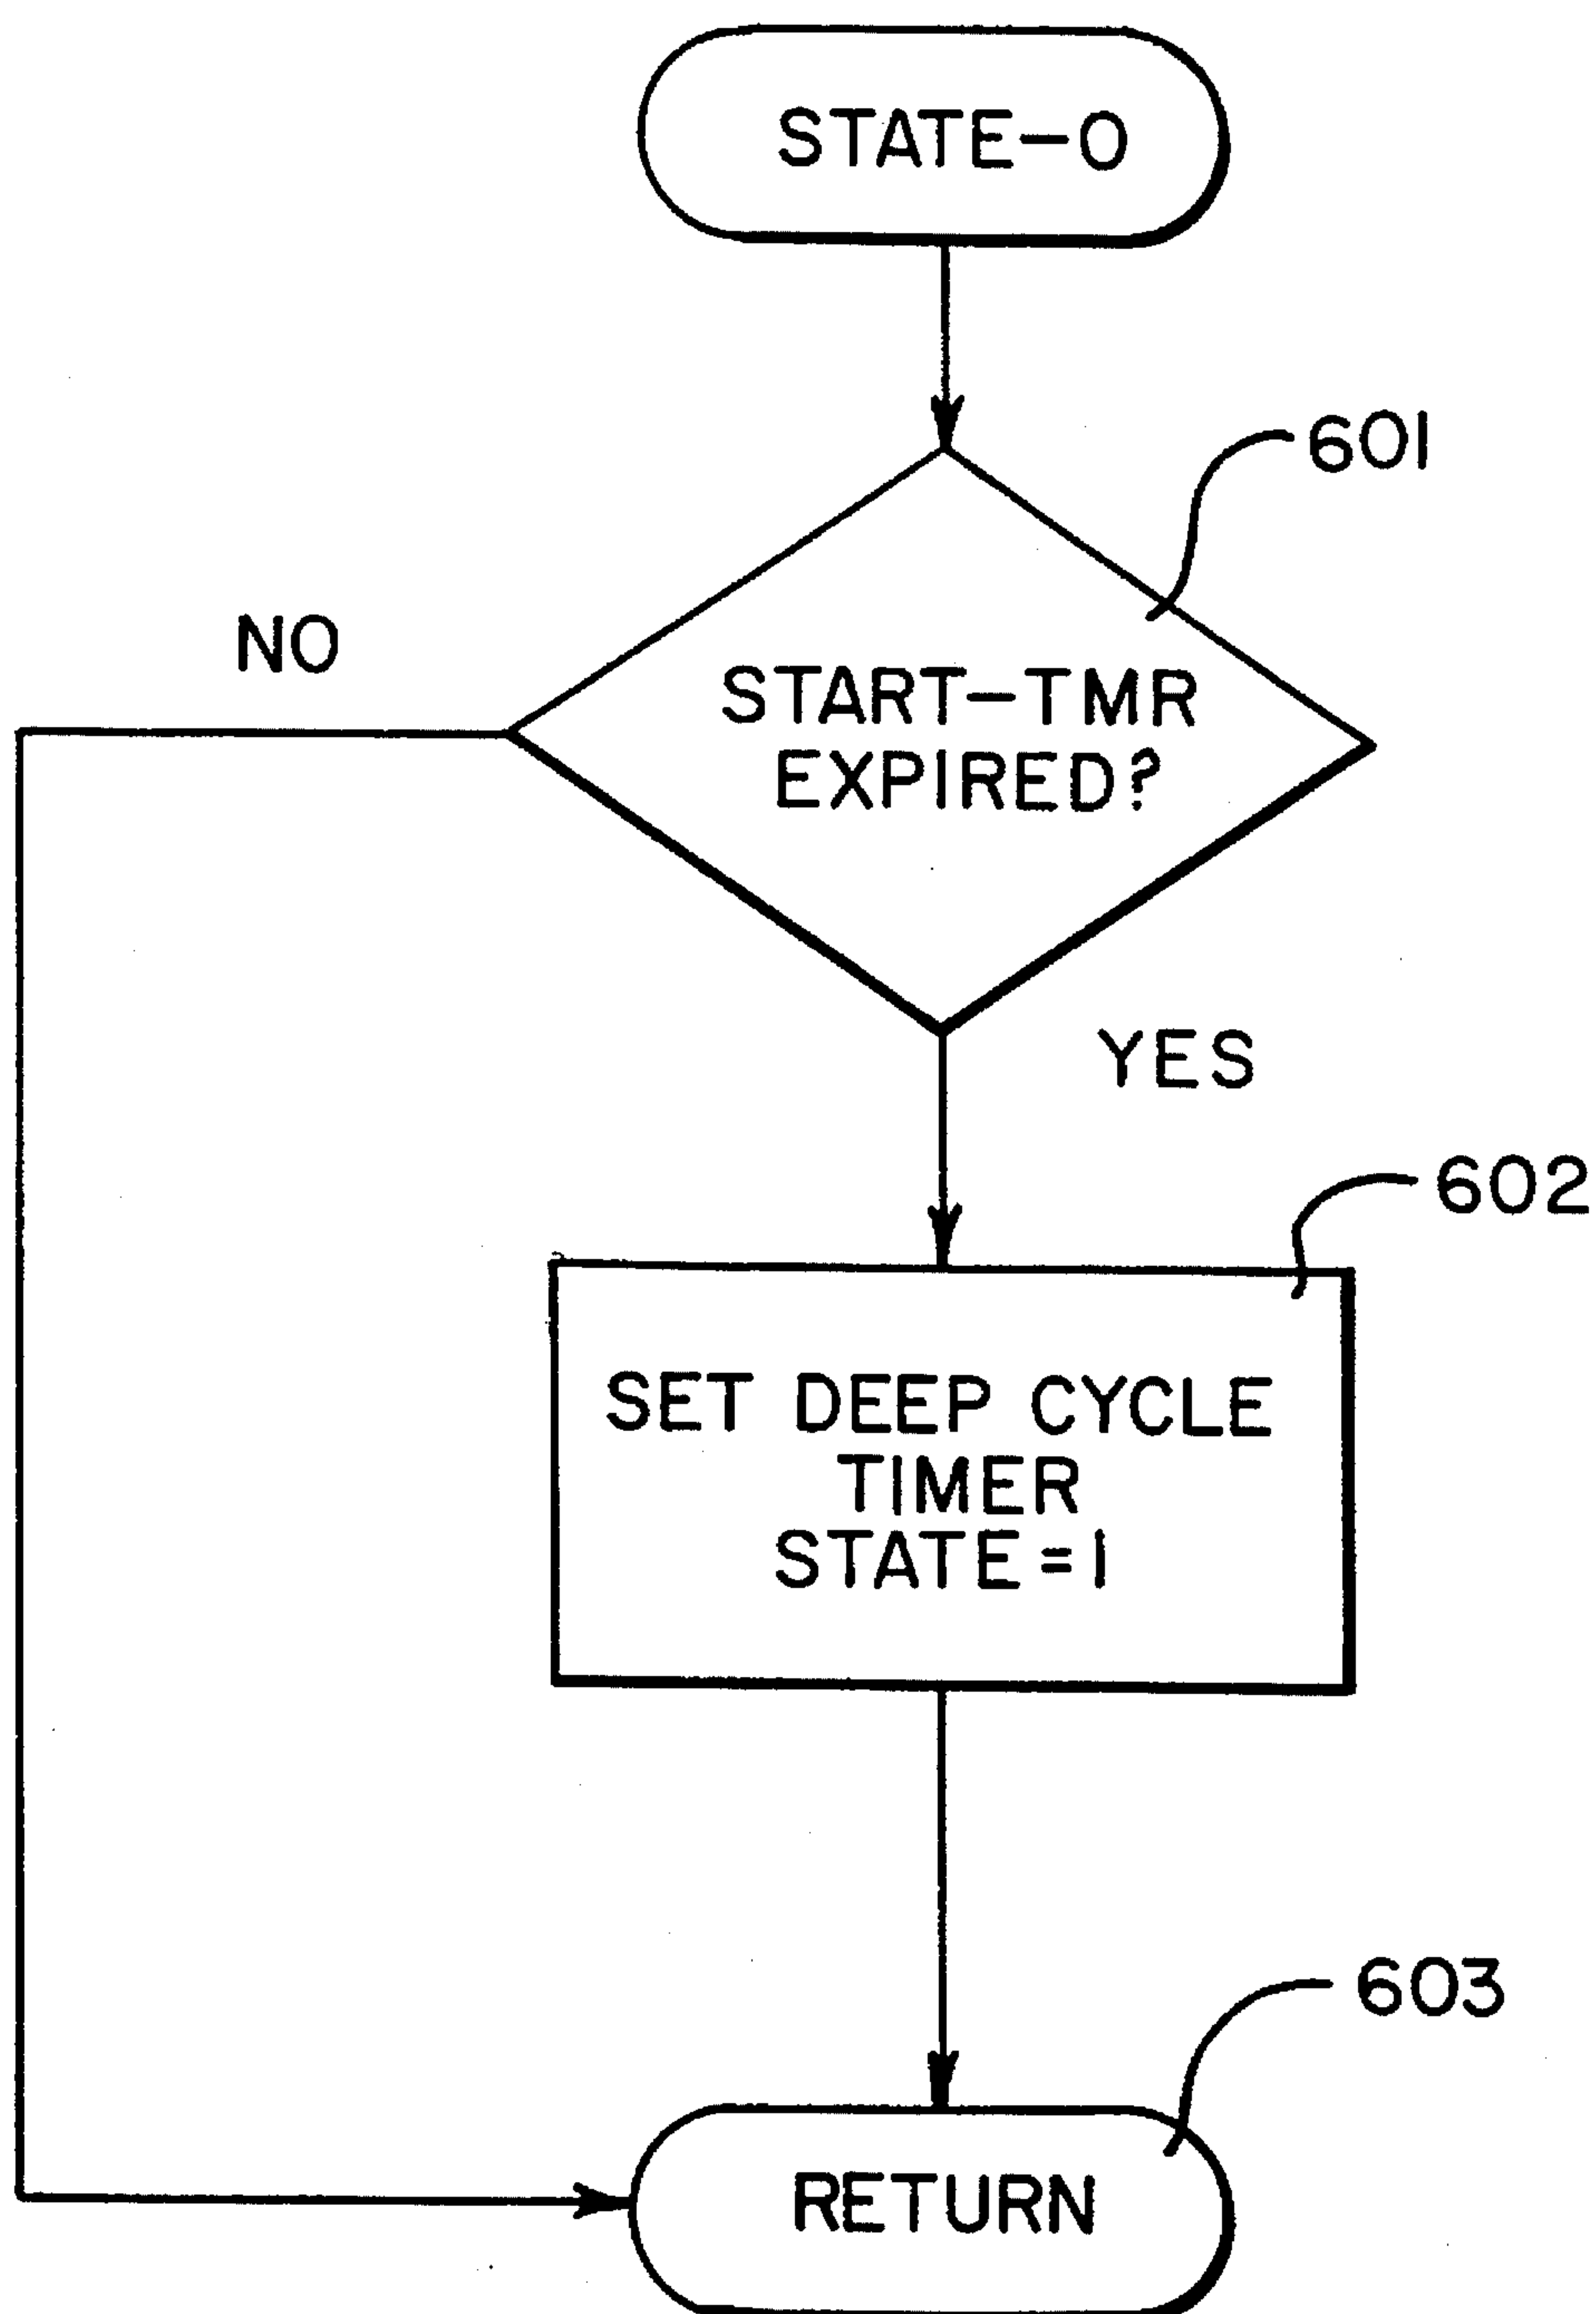 STATE-0
601
NO
START-TMR
EXPIRED?
YES
602
SET DEEP CYCLE
TIMER
STATE=1
603
RETURN